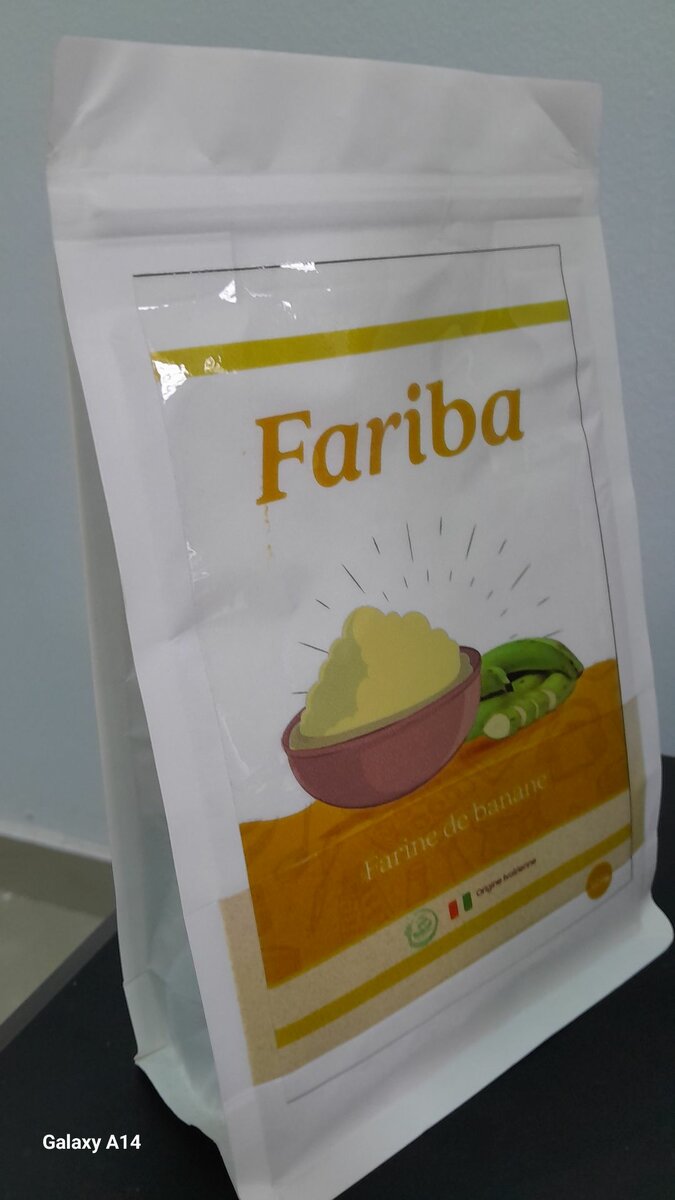 Fariba
Farine de banane
Origine Ivoirienne
Galaxy A14